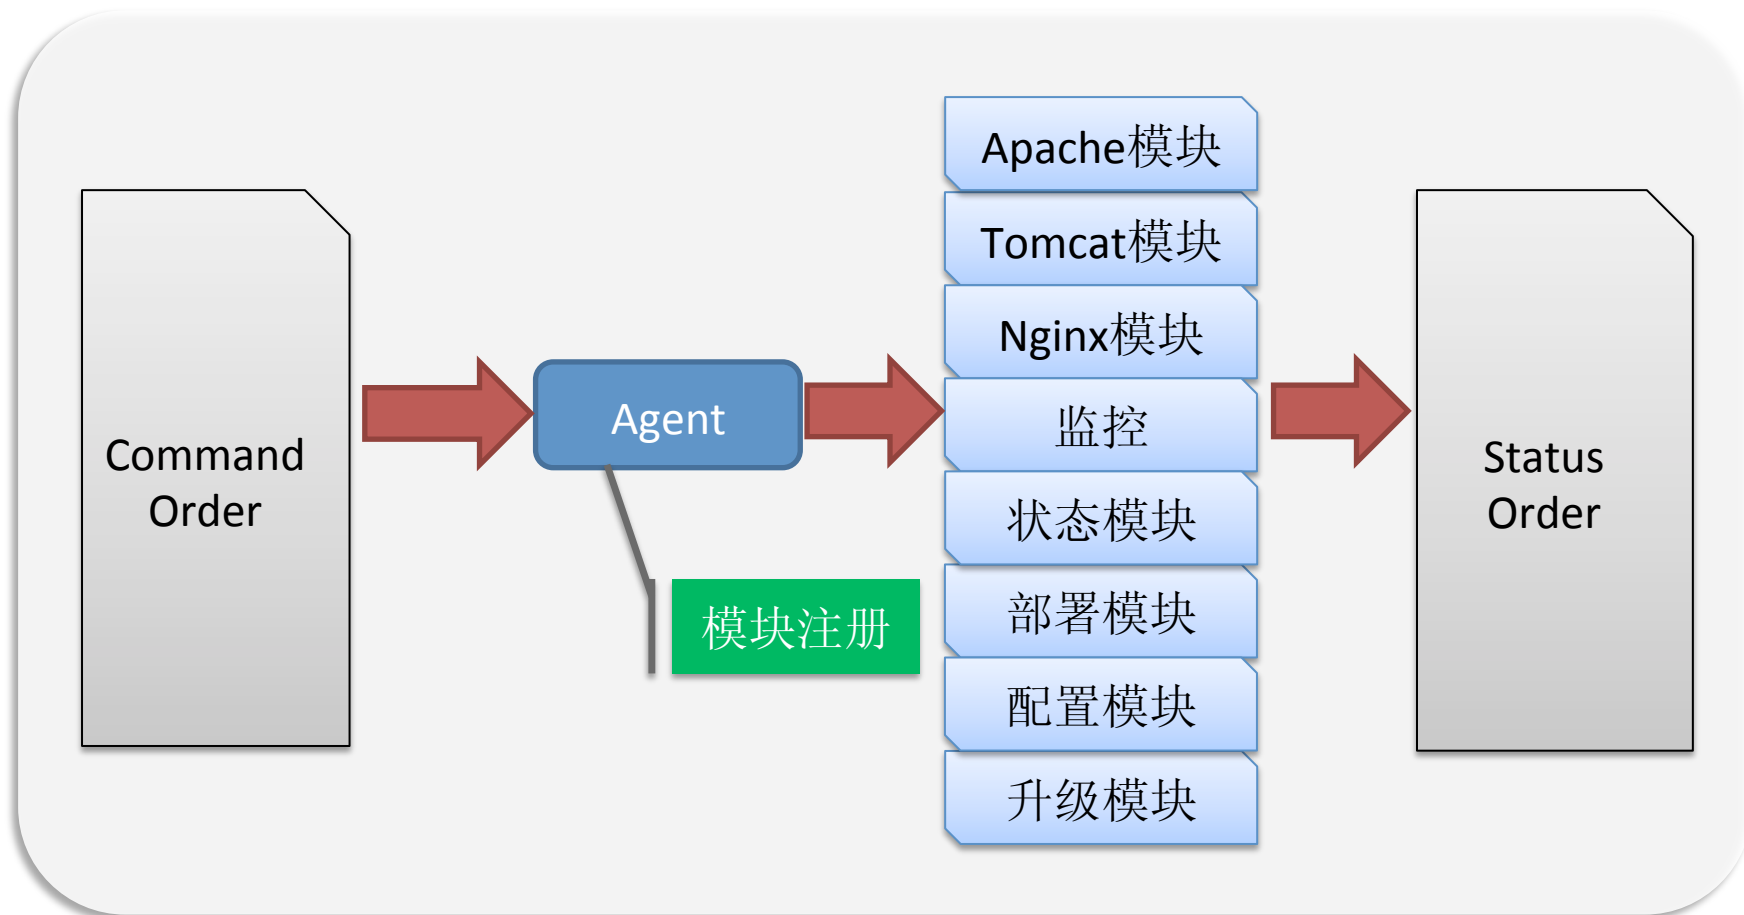 Command
Order
Agent
模块注册
Apache模块
Tomcat模块
Nginx模块
监控
状态模块
部署模块
配置模块
升级模块
Status
Order